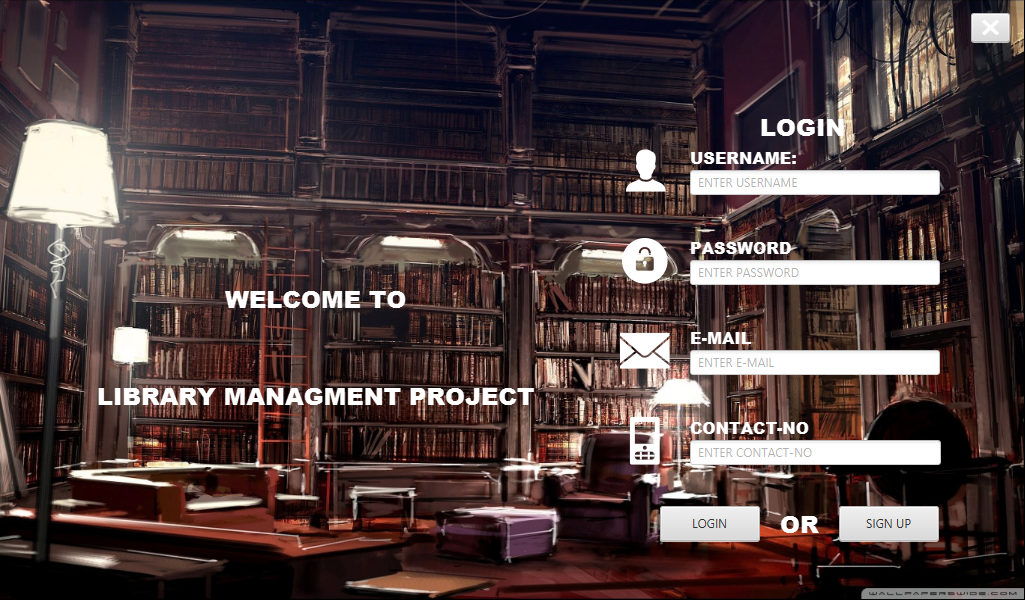 LOGIN
USERNAME:
ENTER USERNAME
PASSWORD
ENTER PASSWORD
WELCOME TO
E-MAIL
ENTER E-MAIL
LIBRARY MANAGMENT PROJECT
CONTACT-NO
ENTER CONTACT-NO
LOGIN OR SIGN UP
WALLPAPERSWIDE.COM